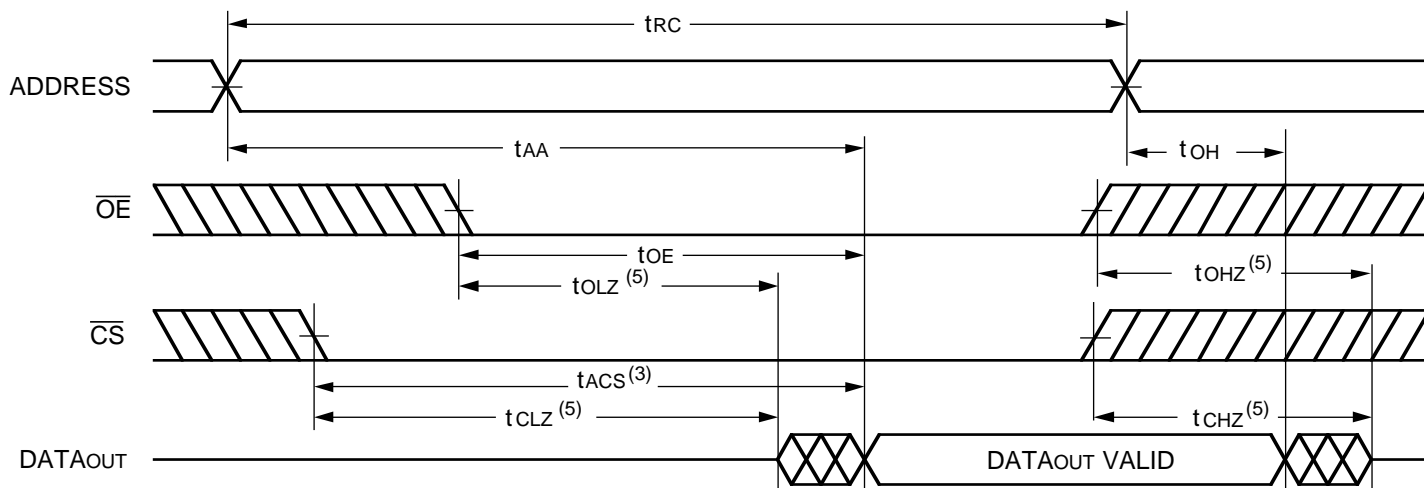 tRC
ADDRESS
tAA
tOH
OE
tOE
tOLZ (5)
tOHZ (5)
CS
tACS (3)
tCLZ (5)
tCHZ (5)
DATAOUT
DATAOUT VALID